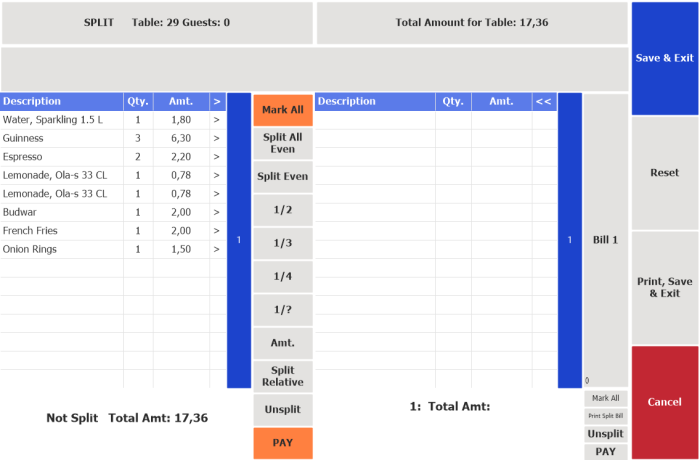 SPLIT Table: 29 Guests: 0
Total Amount for Table: 17,36
Save & Exit
Description Qty. Amt. >
Water, Sparkling 1.5 L 1 1,80 >
Guinness 3 6,30 >
Espresso 2 2,20 >
Lemonade, Ola-s 33 CL 1 0,78 >
Lemonade, Ola-s 33 CL 1 0,78 >
Budwar 1 2,00 >
French Fries 1 2,00 >
Onion Rings 1 1,50 >
1
Not Split Total Amt: 17,36
Mark All
Split All
Even
Split Even
1/2
1/3
1/4
1/?
Amt.
Split
Relative
Unsplit
PAY
Description Qty. Amt. <<
1
1: Total Amt:
Bill 1
0
Mark All
Print Split Bill
Unsplit
PAY
Reset
Print, Save
& Exit
Cancel